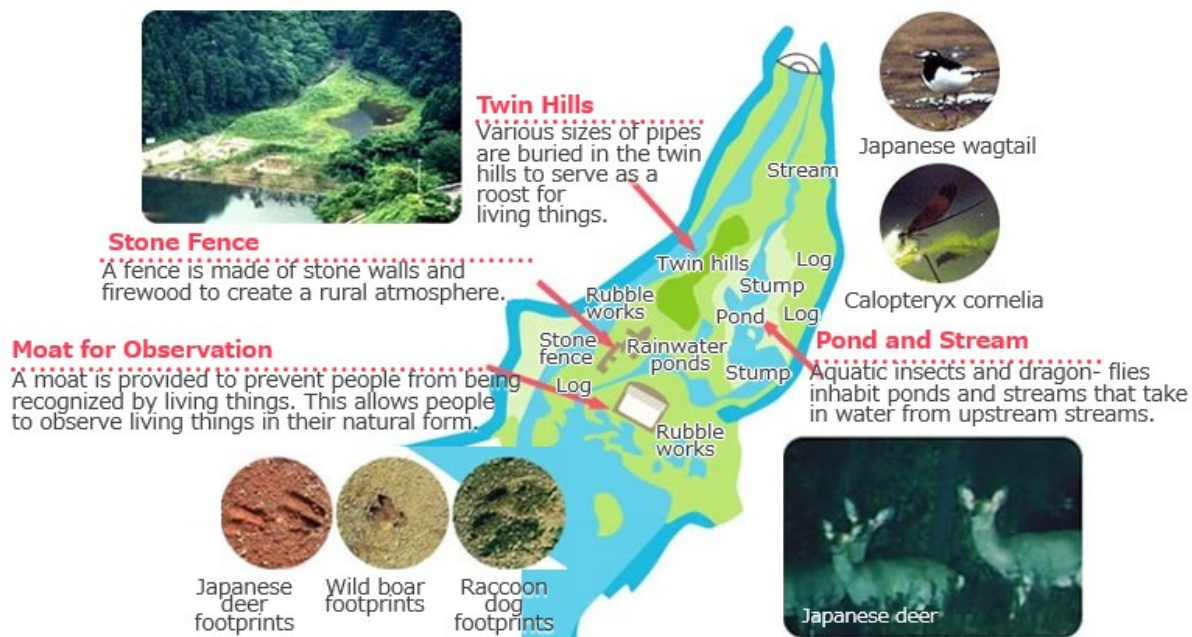 Twin Hills
Various sizes of pipes
are buried in the twin
hills to serve as a
roost for
living things.
Stone Fence
A fence is made of stone walls and
firewood to create a rural atmosphere.
Moat for Observation
A moat is provided to prevent people from being
recognized by living things. This allows people
to observe living things in their natural form.
Japanese wagtail
Calopteryx cornelia
Pond and Stream
Aquatic insects and dragon- flies
inhabit ponds and streams that take
in water from upstream streams.
Stream
Twin hills
Log
Stump
Rubble
works
Pond
Log
Stone
fence
Rainwater
ponds
Stump
Log
Rubble
works
Japanese
deer
footprints
Wild boar
footprints
Raccoon
dog
footprints
Japanese deer